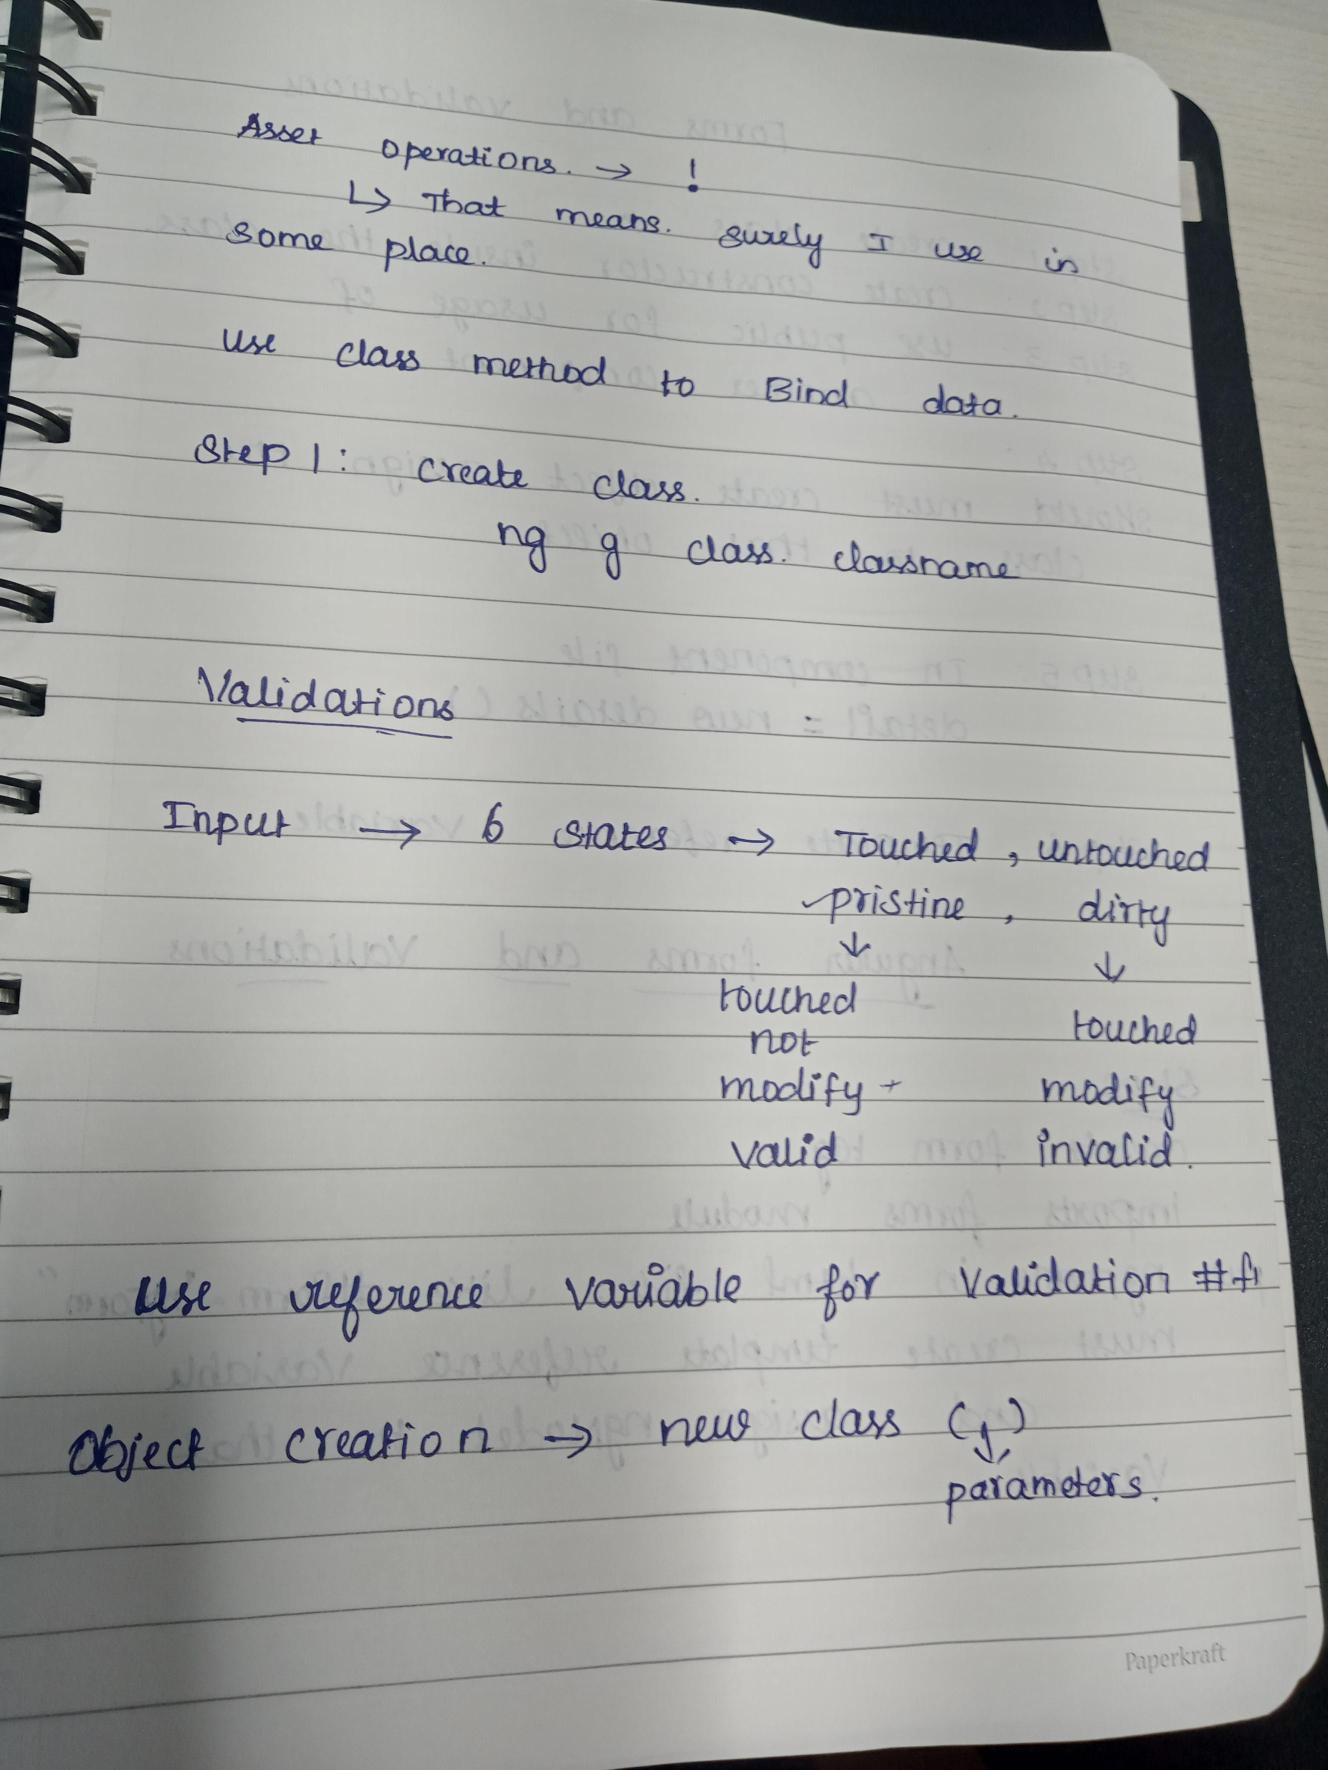 Asset operations. → !
↳ That means. surely I use in
some place.
Use class method to Bind data.
Step 1: create class.
ng g class. classname
Validations
Input → 6 states → Touched, untouched
pristine, dirty
↓ ↓
touched touched
not
modify + modify
valid invalid.
Use reference variable for validation
Object creation → new class ( )
↓
parameters.
Paperkraft